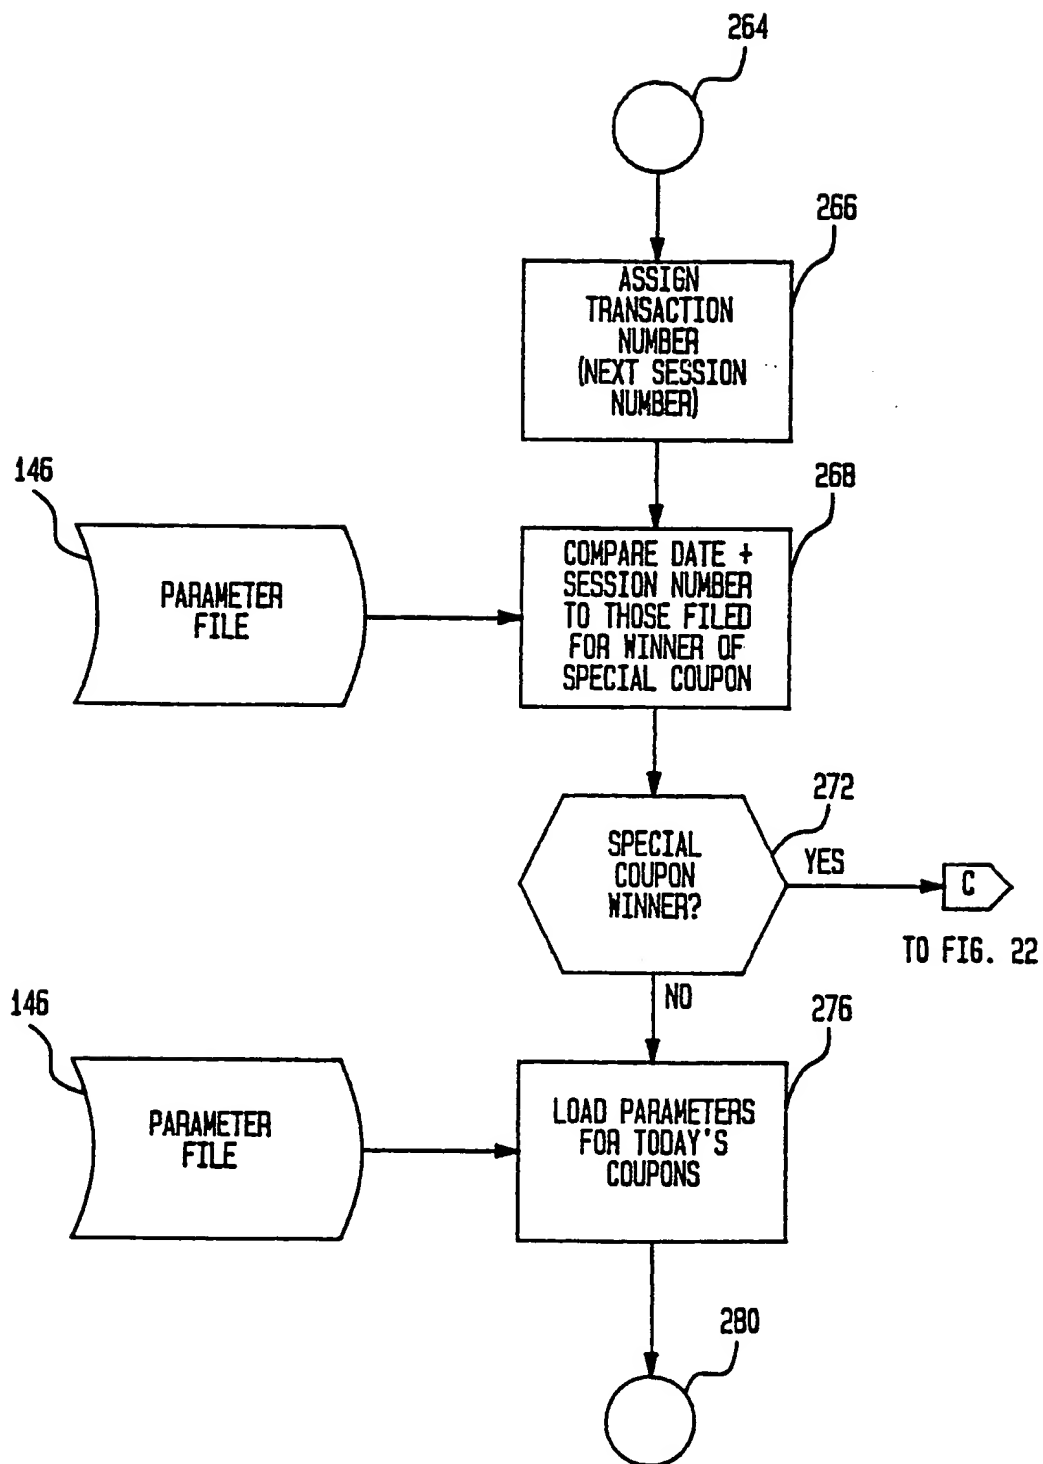 264
266
ASSIGN
TRANSACTION
NUMBER
(NEXT SESSION
NUMBER)
146
268
PARAMETER
FILE
COMPARE DATE +
SESSION NUMBER
TO THOSE FILED
FOR WINNER OF
SPECIAL COUPON
272
SPECIAL
COUPON
WINNER?
YES
C
TO FIG. 22
NO
146
276
PARAMETER
FILE
LOAD PARAMETERS
FOR TODAY'S
COUPONS
280